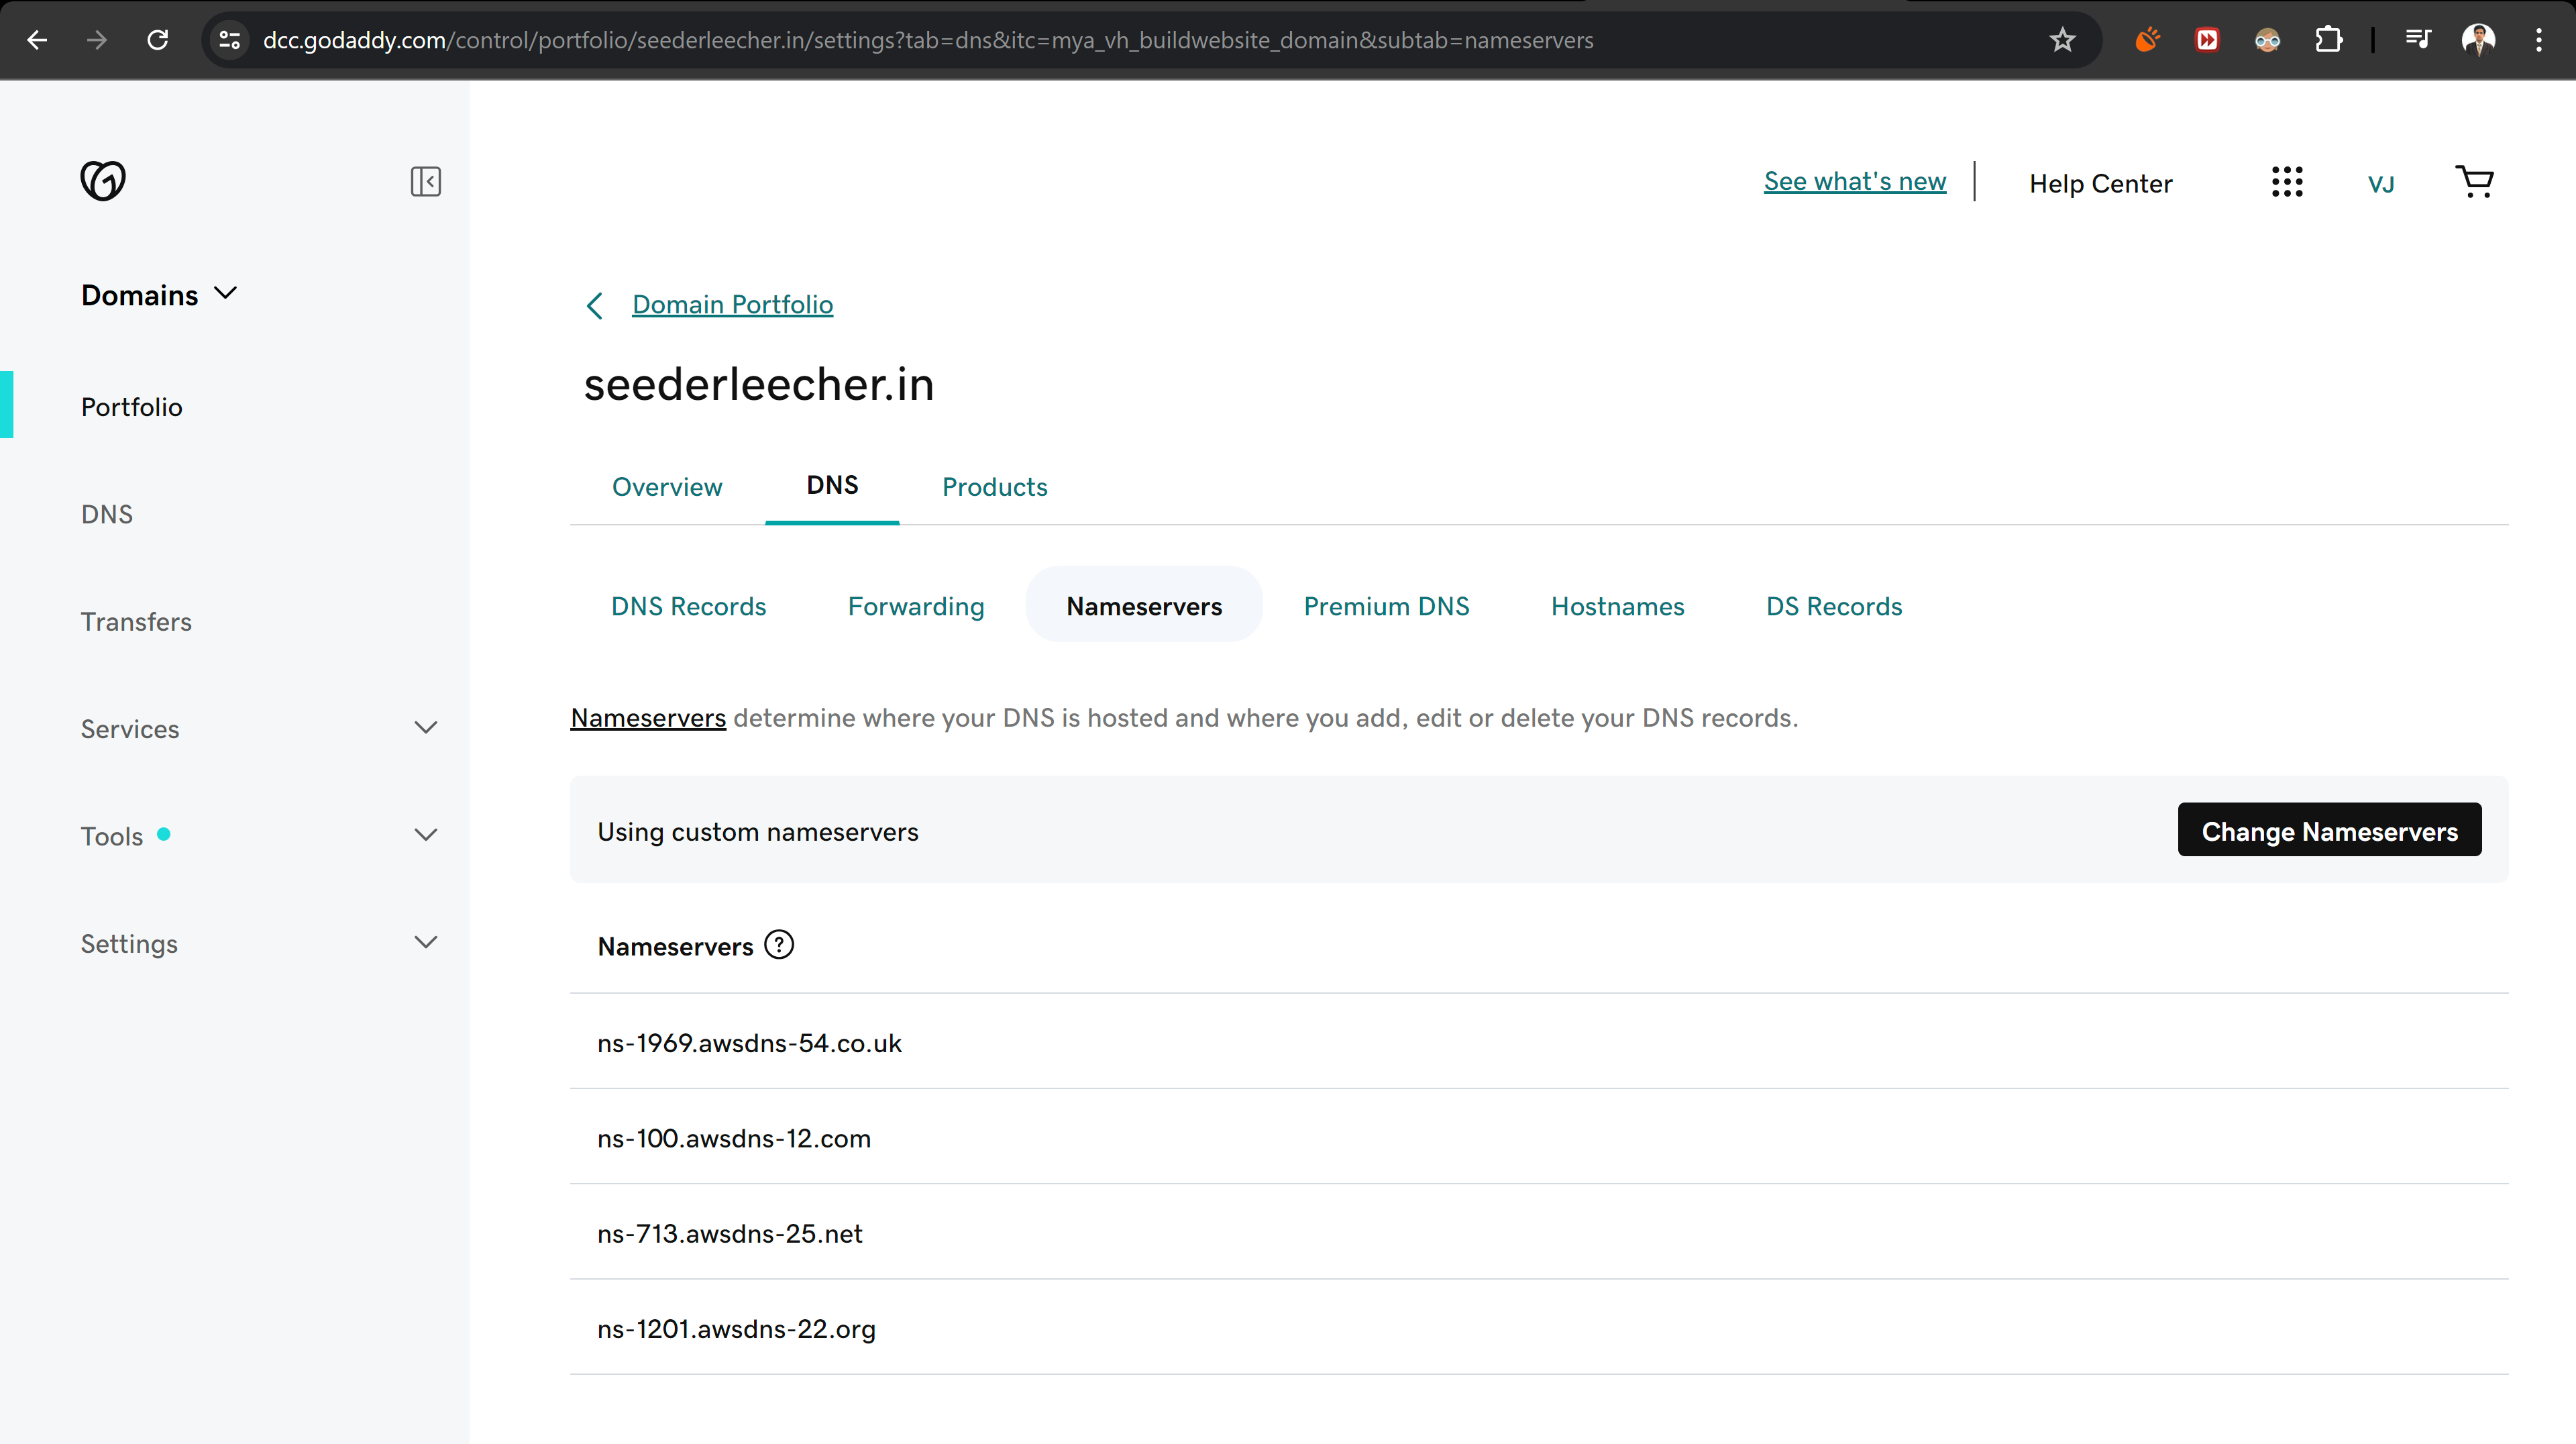 dcc.godaddy.com/control/portfolio/seederleecher.in/settings?tab=dns&itc=mya_vh_buildwebsite_domain&subtab=nameservers
See what's new
Help Center
VJ
Domains
Portfolio
DNS
Transfers
Services
Tools
Settings
Domain Portfolio
seederleecher.in
Overview
DNS
Products
DNS Records
Forwarding
Nameservers
Premium DNS
Hostnames
DS Records
Nameservers determine where your DNS is hosted and where you add, edit or delete your DNS records.
Using custom nameservers
Change Nameservers
Nameservers ?
ns-1969.awsdns-54.co.uk
ns-100.awsdns-12.com
ns-713.awsdns-25.net
ns-1201.awsdns-22.org